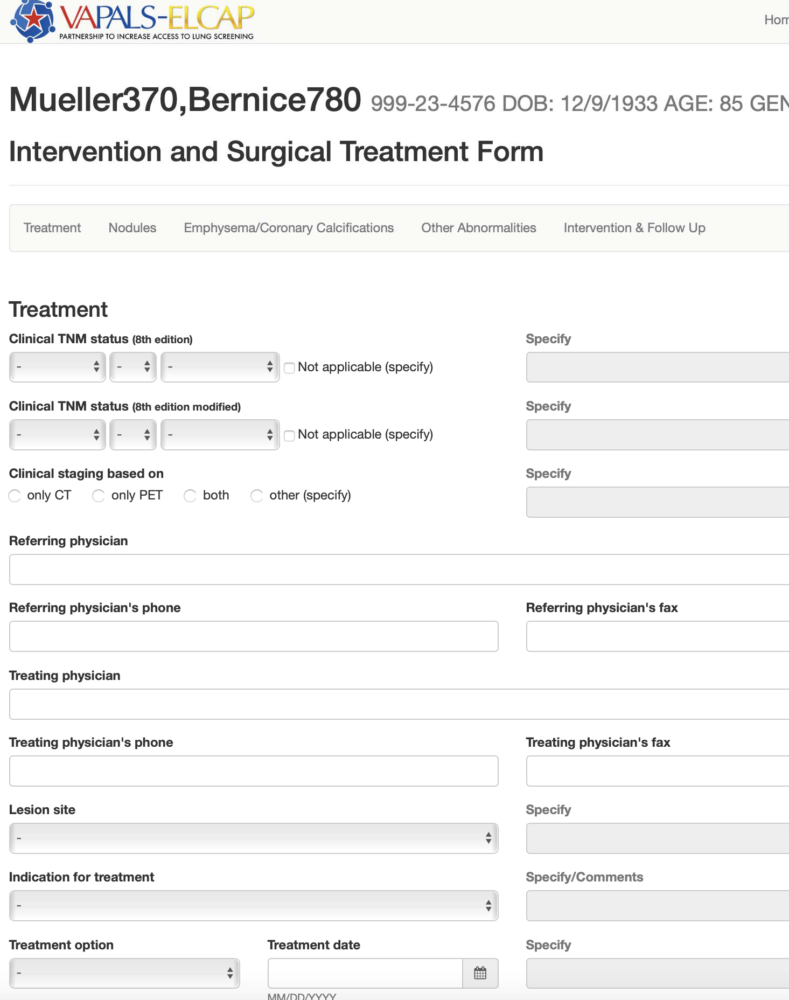 VAPALS-ELCAP
PARTNERSHIP TO INCREASE ACCESS TO LUNG SCREENING
Hom
Mueller370,Bernice780 999-23-4576 DOB: 12/9/1933 AGE: 85 GEN
Intervention and Surgical Treatment Form
Treatment Nodules Emphysema/Coronary Calcifications Other Abnormalities Intervention & Follow Up
Treatment
Clinical TNM status (8th edition) Specify
- - - Not applicable (specify)
Clinical TNM status (8th edition modified) Specify
- - - Not applicable (specify)
Clinical staging based on Specify
only CT only PET both other (specify)
Referring physician
Referring physician's phone Referring physician's fax
Treating physician
Treating physician's phone Treating physician's fax
Lesion site Specify
-
Indication for treatment Specify/Comments
-
Treatment option Treatment date Specify
-
MM/DD/YYYY